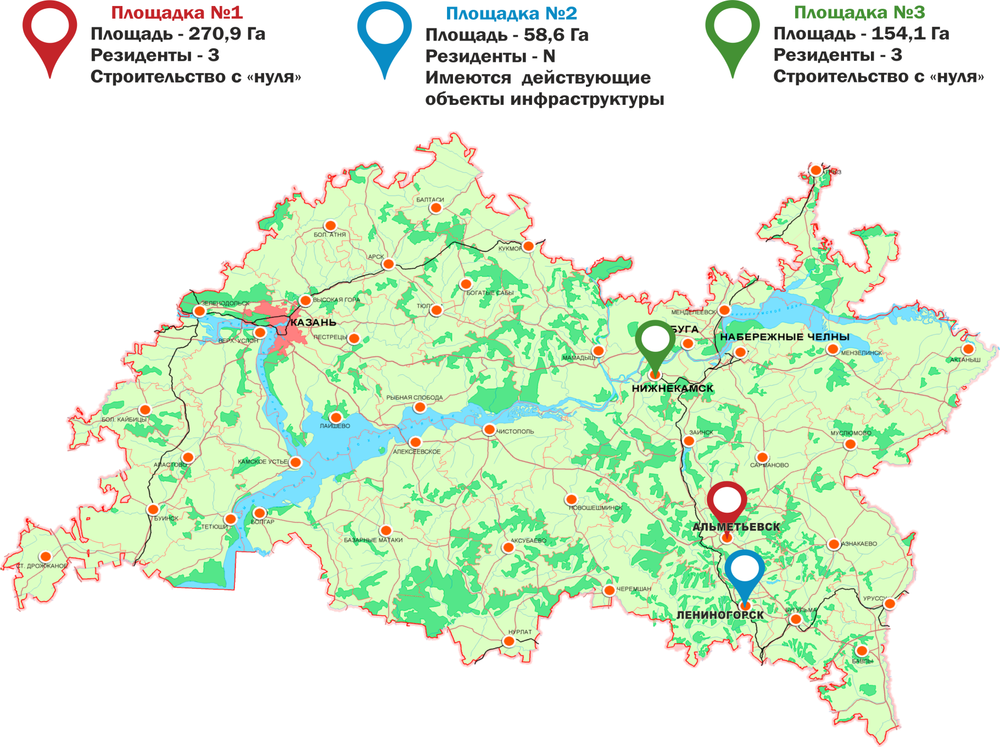 Площадка №1
Площадь - 270,9 Га
Резиденты - 3
Строительство с «нуля»
Площадка №2
Площадь - 58,6 Га
Резиденты - N
Имеются действующие
объекты инфраструктуры
Площадка №3
Площадь - 154,1 Га
Резиденты - 3
Строительство с «нуля»
АГРЫЗ
БАЛТАСИ
БОЛ. АТНЯ
КУКМОР
АРСК
БОГАТЫЕ САБЫ
ВЫСОКАЯ ГОРА
ЗЕЛЕНОДОЛЬСК
МЕНДЕЛЕЕВСК
КАЗАНЬ
БУГА
НАБЕРЕЖНЫЕ ЧЕЛНЫ
ПЕСТРЕЦЫ
ВЕРХ. УСЛОН
МЕНЗЕЛИНСК
МАМАДЫШ
АКТАНЫШ
НИЖНЕКАМСК
РЫБНАЯ СЛОБОДА
БОЛ. КАЙБИЦЫ
ЛАИШЕВО
ЧИСТОПОЛЬ
ЗАИНСК
МУСЛЮМОВО
АЛЕКСЕЕВСКОЕ
КАМСКОЕ УСТЬЕ
АПАСТОВО
САРМАНОВО
НОВОШЕШМИНСК
БУИНСК
ТЕТЮШИ
БОЛГАР
АЛЬМЕТЬЕВСК
БАЗАРНЫЕ МАТАКИ
АКСУБАЕВО
АЗНАКАЕВО
СТ. ДРОЖЖАНОЕ
ЧЕРЕМШАН
УРУССУ
ЛЕНИНОГОРСК
БУГУЛЬМА
НУРЛАТ
БАВЛЫ